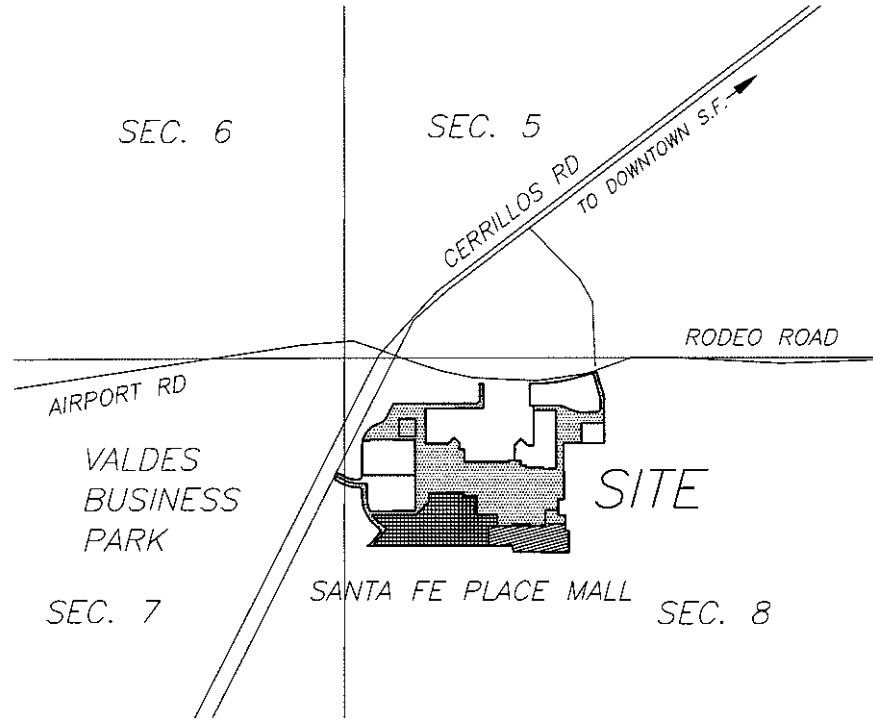 SEC. 6
SEC. 5
CERRILLOS RD
TO DOWNTOWN S.F.
RODEO ROAD
AIRPORT RD
VALDES
BUSINESS
PARK
SITE
SANTA FE PLACE MALL
SEC. 7
SEC. 8